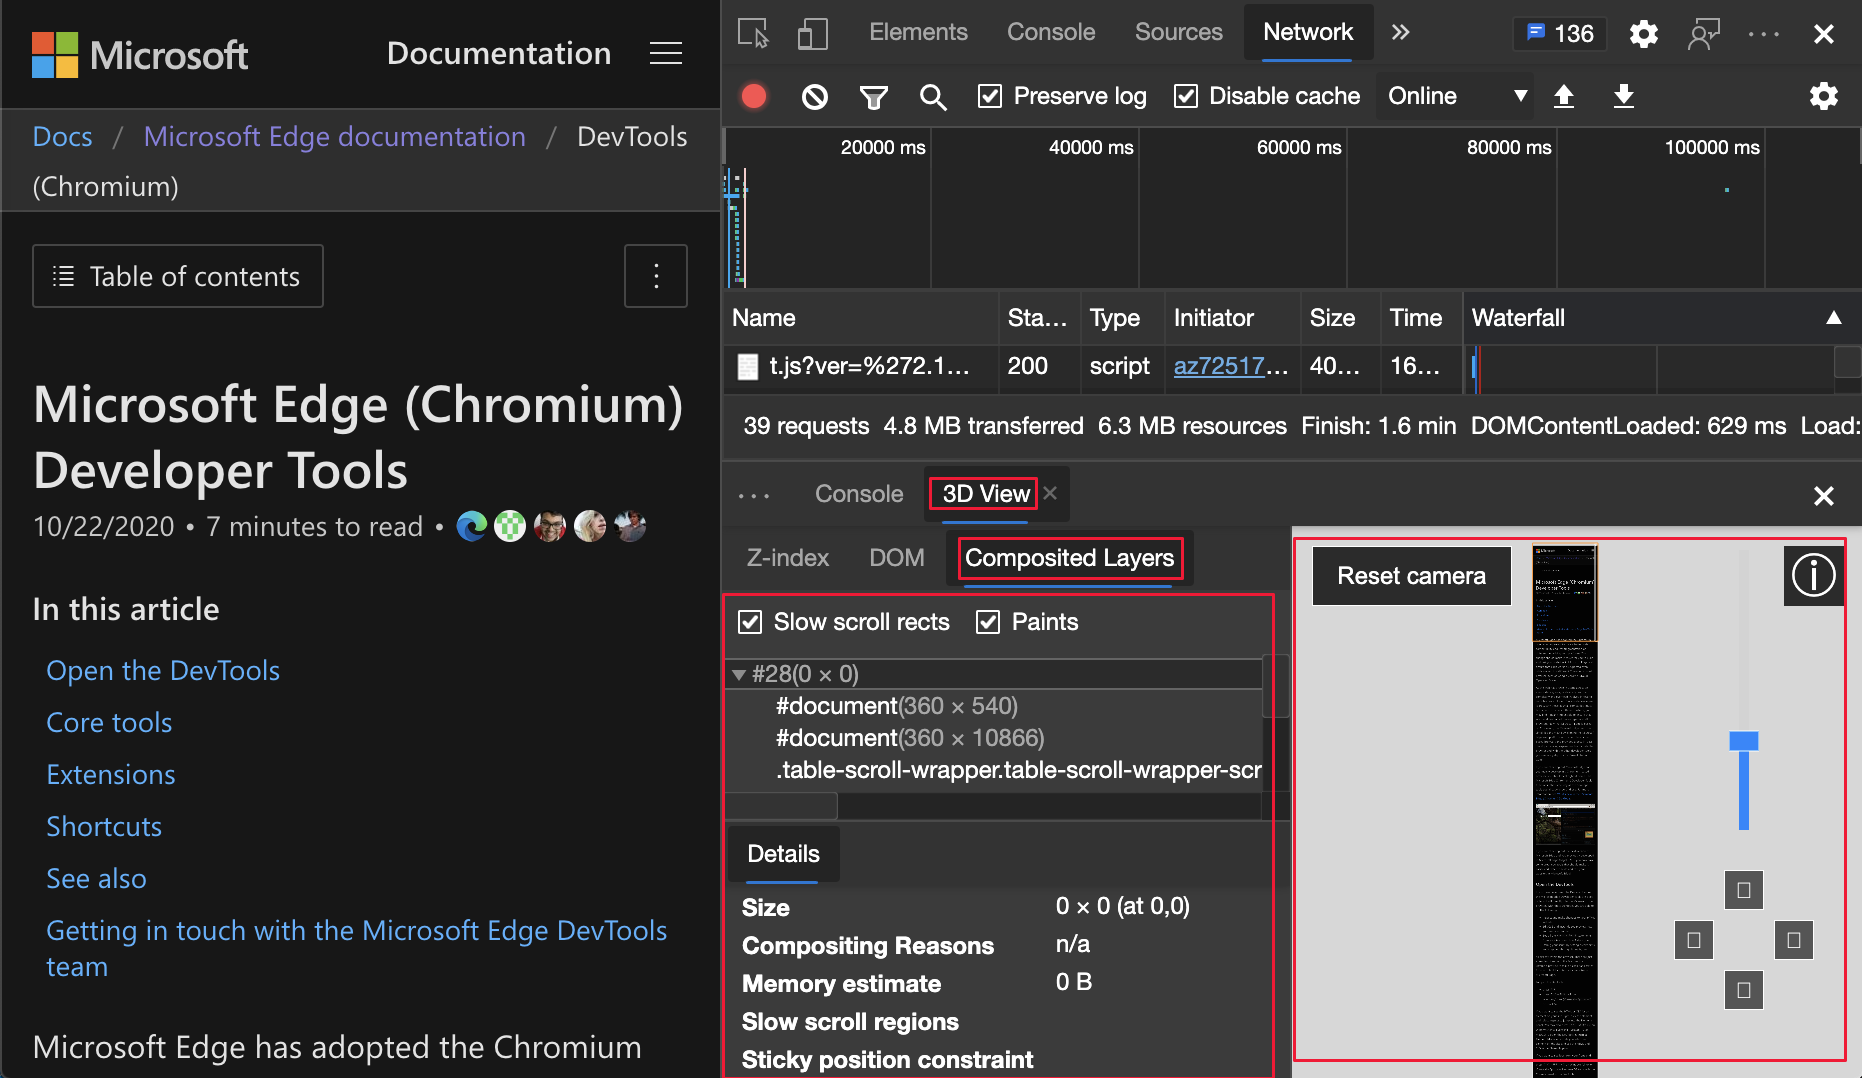 Microsoft
Documentation
Docs / Microsoft Edge documentation / DevTools
(Chromium)
Table of contents
Microsoft Edge (Chromium)
Developer Tools
10/22/2020 • 7 minutes to read •
In this article
Open the DevTools
Core tools
Extensions
Shortcuts
See also
Getting in touch with the Microsoft Edge DevTools
team
Microsoft Edge has adopted the Chromium
Elements
Console
Sources
Network
136
Preserve log
Disable cache
Online
20000 ms
40000 ms
60000 ms
80000 ms
100000 ms
Name
Sta...
Type
Initiator
Size
Time
Waterfall
t.js?ver=%272.1...
200
script
az72517...
40...
16...
39 requests
4.8 MB transferred
6.3 MB resources
Finish: 1.6 min
DOMContentLoaded: 629 ms
Load:
Console
3D View
Z-index
DOM
Composited Layers
Slow scroll rects
Paints
#28(0 × 0)
#document(360 × 540)
#document(360 × 10866)
.table-scroll-wrapper.table-scroll-wrapper-scr
Details
Size 0 × 0 (at 0,0)
Compositing Reasons n/a
Memory estimate 0 B
Slow scroll regions
Sticky position constraint
Reset camera